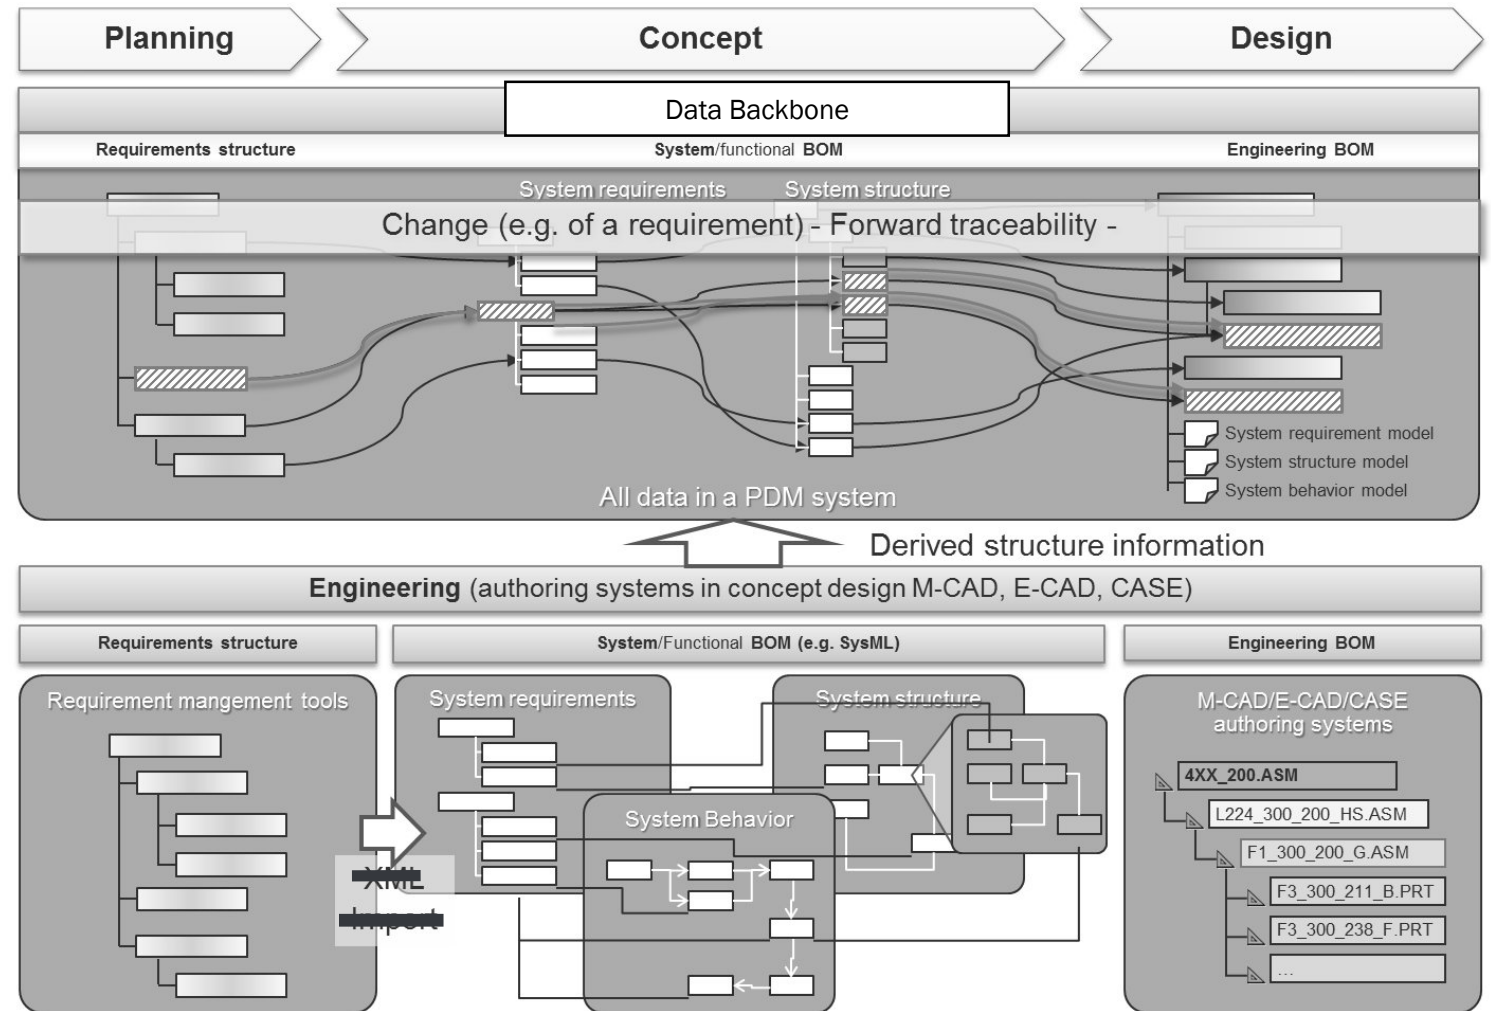 Planning
Concept
Design
Data Backbone
Requirements structure
System/functional BOM
Engineering BOM
System requirements
System structure
Change (e.g. of a requirement) - Forward traceability -
System requirement model
System structure model
System behavior model
All data in a PDM system
Derived structure information
Engineering (authoring systems in concept design M-CAD, E-CAD, CASE)
Requirements structure
System/Functional BOM (e.g. SysML)
Engineering BOM
Requirement mangement tools
System requirements
System structure
M-CAD/E-CAD/CASE
authoring systems
4XX_200.ASM
L224_300_200_HS.ASM
System Behavior
F1_300_200_G.ASM
XML
F3_300_211_B.PRT
Import
F3_300_238_F.PRT
...